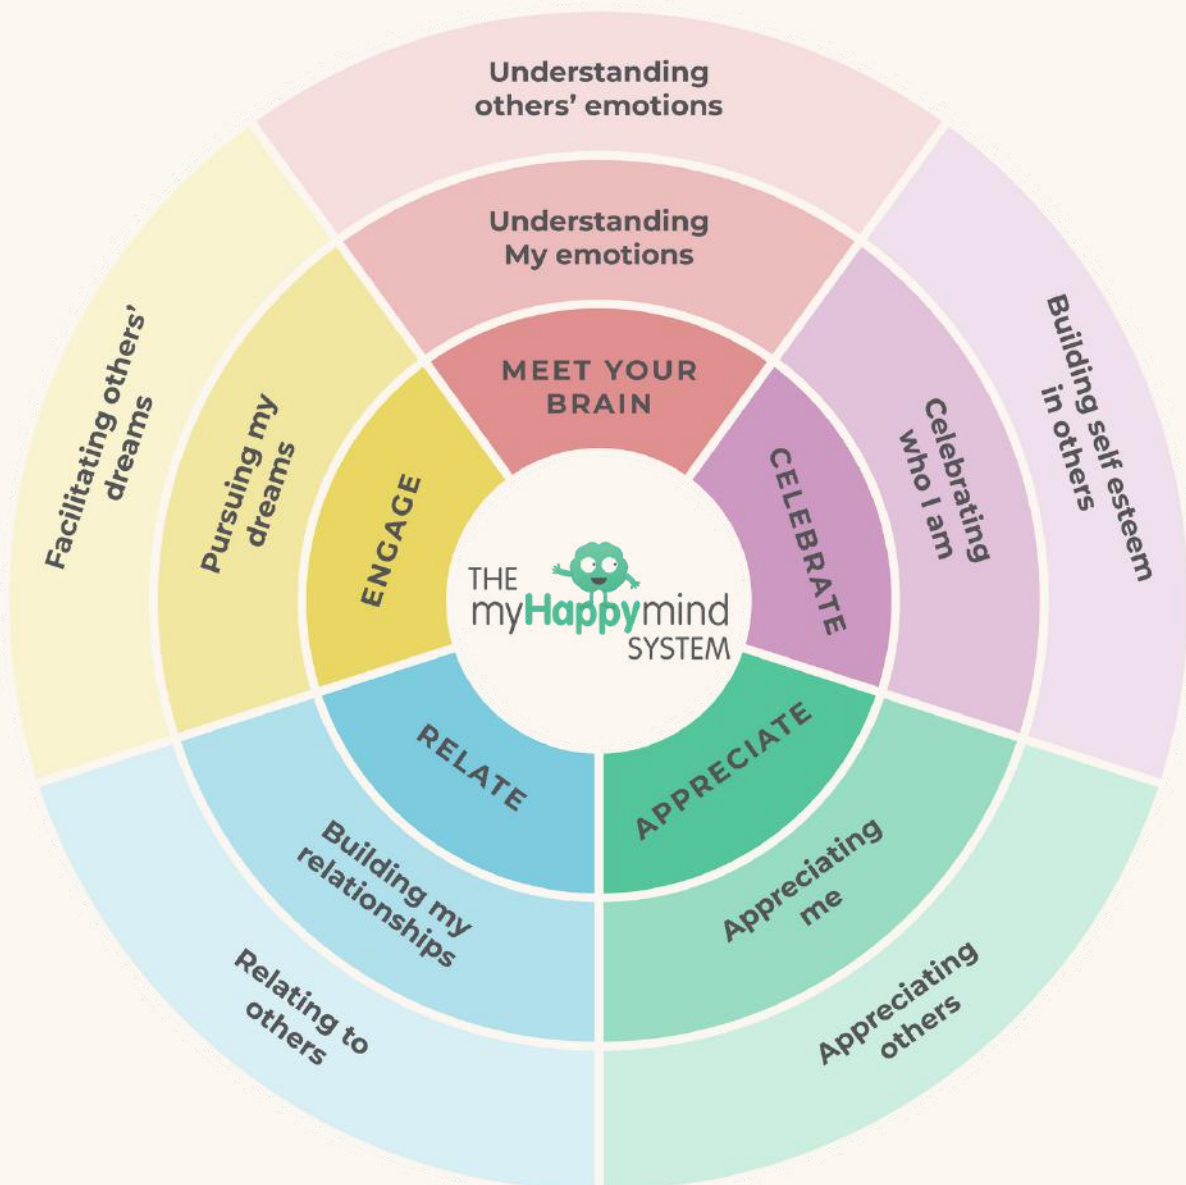 Understanding
others' emotions
Understanding
My emotions
MEET YOUR
BRAIN
Building self esteem
in others
Celebrating
who I am
CELEBRATE
Appreciating
others
Appreciating
me
APPRECIATE
Relating to
others
Building my
relationships
RELATE
Facilitating others'
dreams
Pursuing my
dreams
ENGAGE
THE
myHappymind
SYSTEM